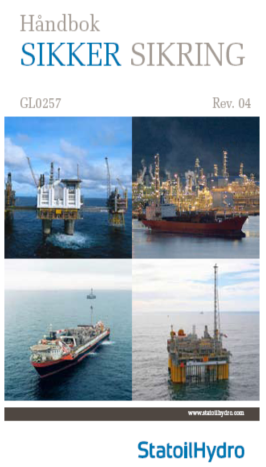 Håndbok
SIKKER SIKRING
GL0257 Rev. 04
www.statoilhydro.com
StatoilHydro